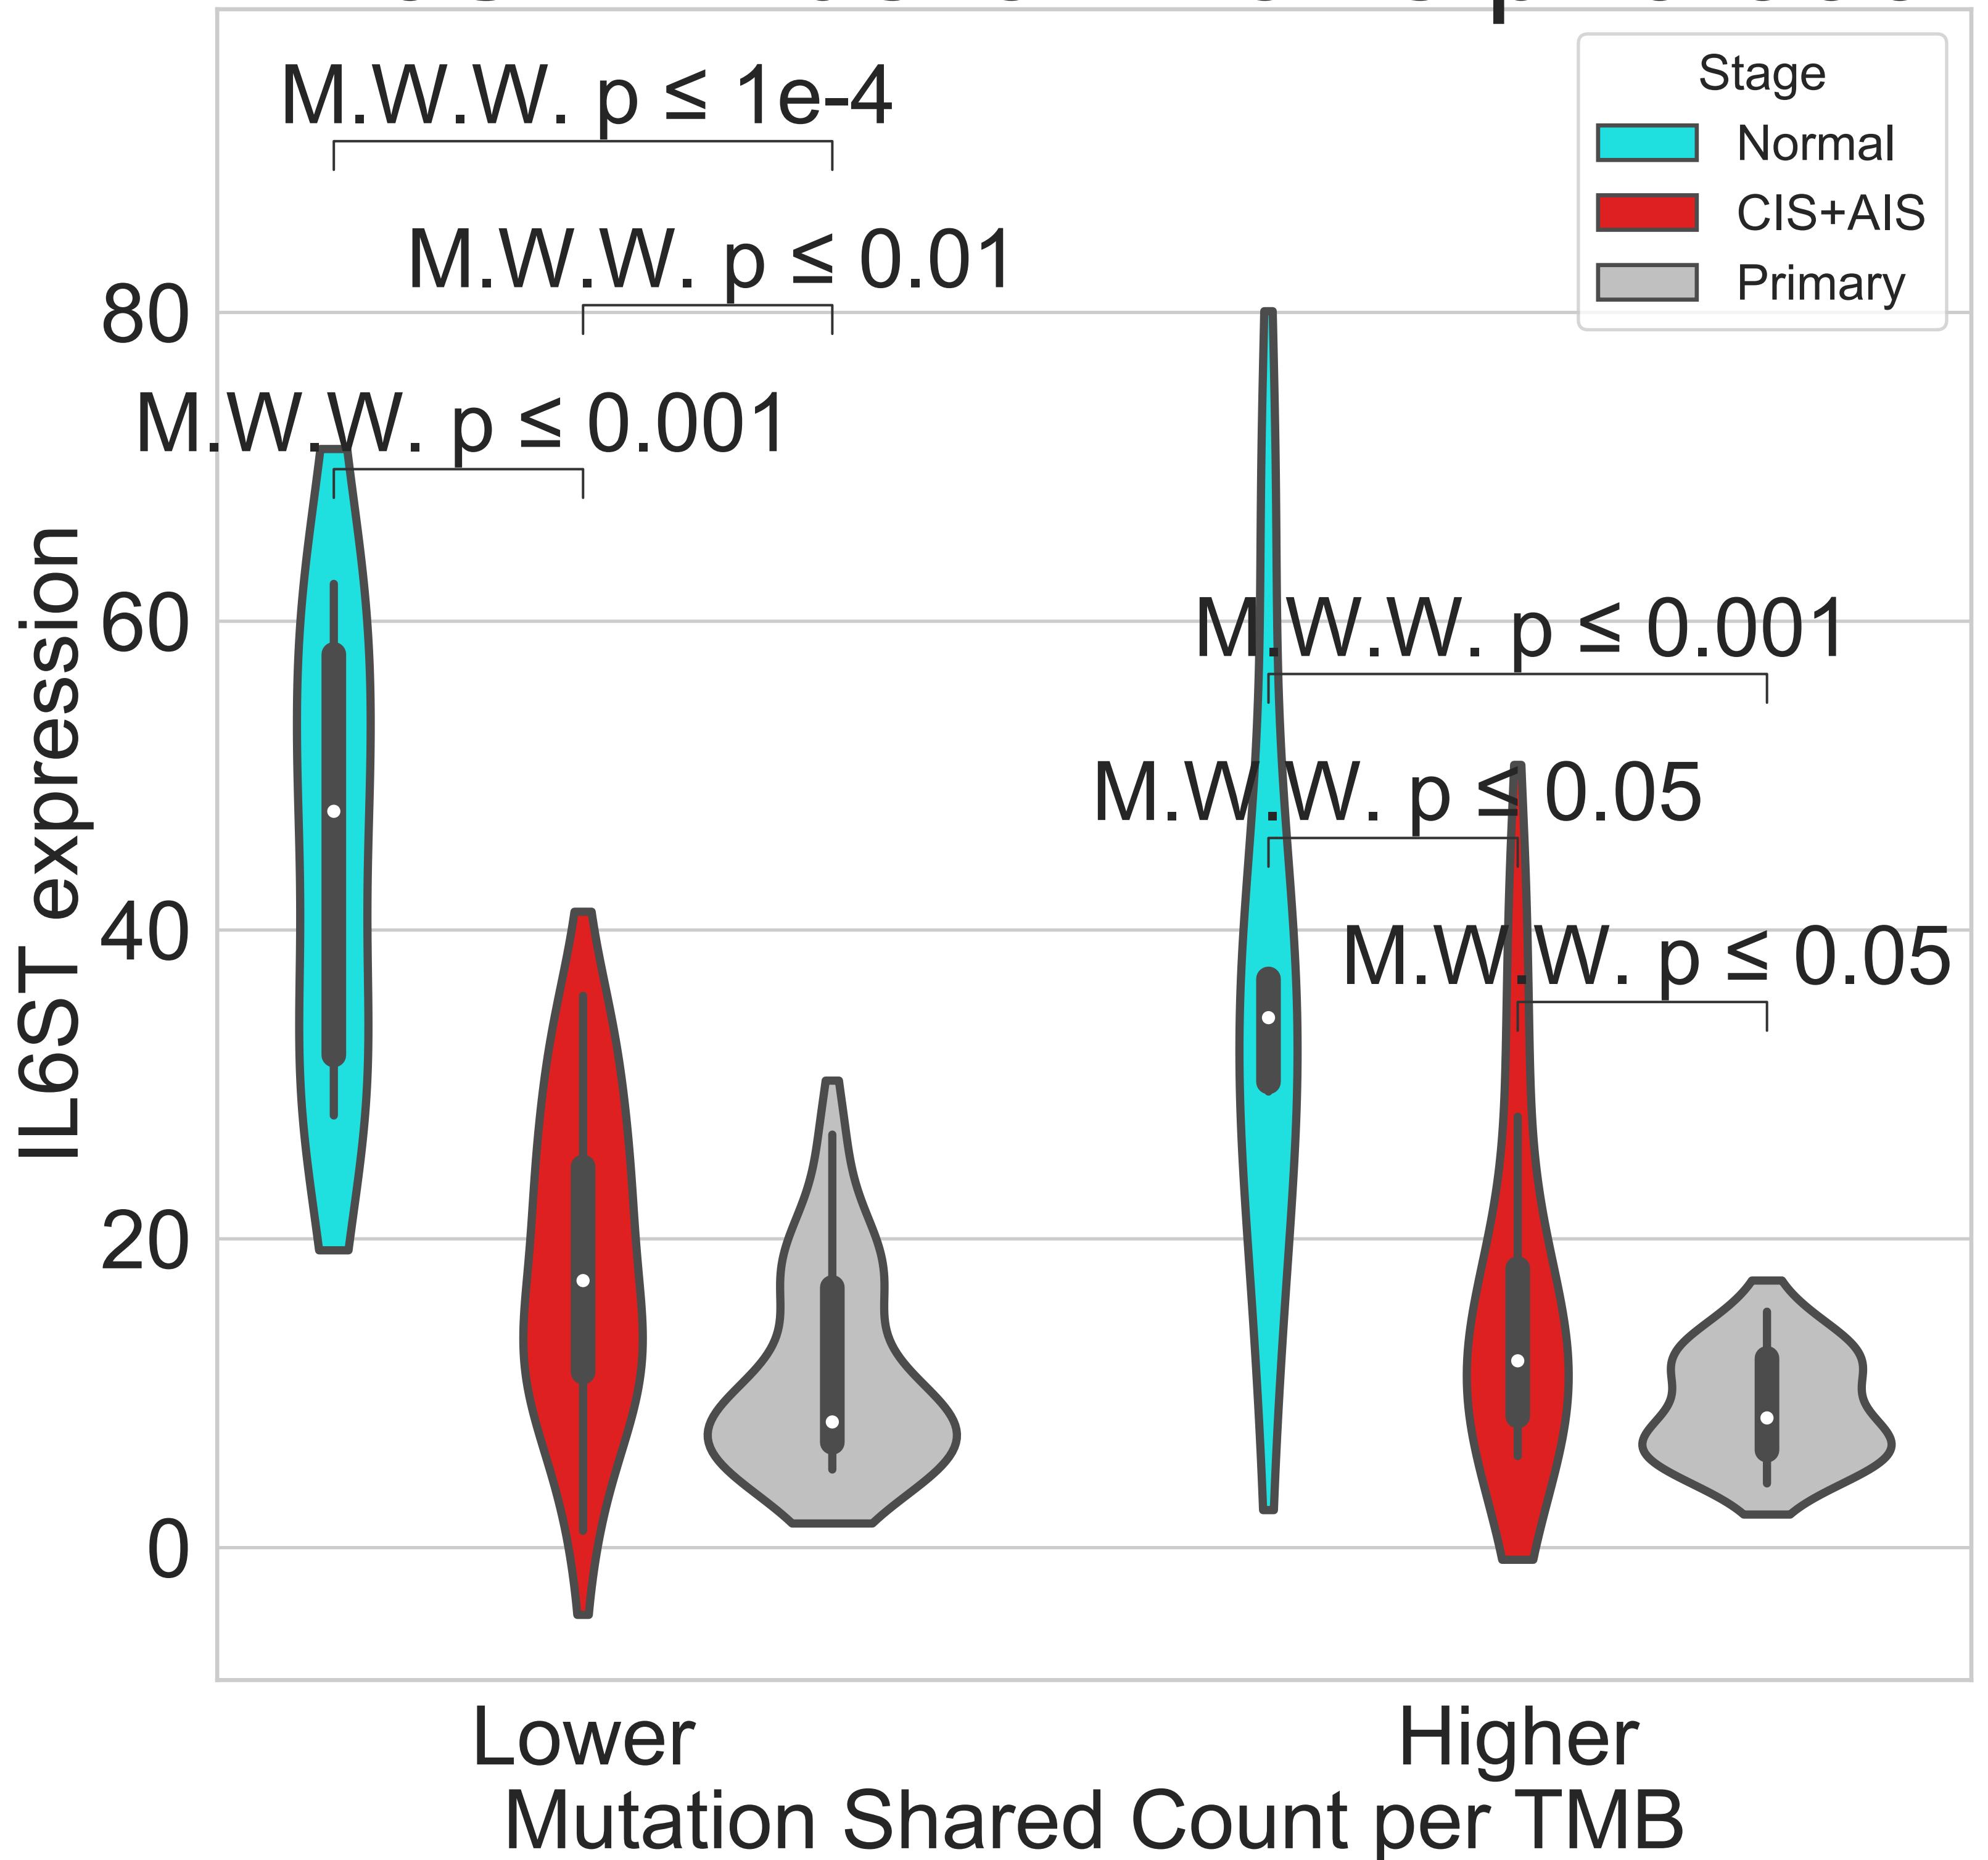 M.W.W. p ≤ 1e-4
Stage
Normal
CIS+AIS
Primary
M.W.W. p ≤ 0.01
80
M.W.W. p ≤ 0.001
60
M.W.W. p ≤ 0.001
M.W.W. p ≤ 0.05
40
M.W.W. p ≤ 0.05
20
0
IL6ST expression
Lower
Higher
Mutation Shared Count per TMB